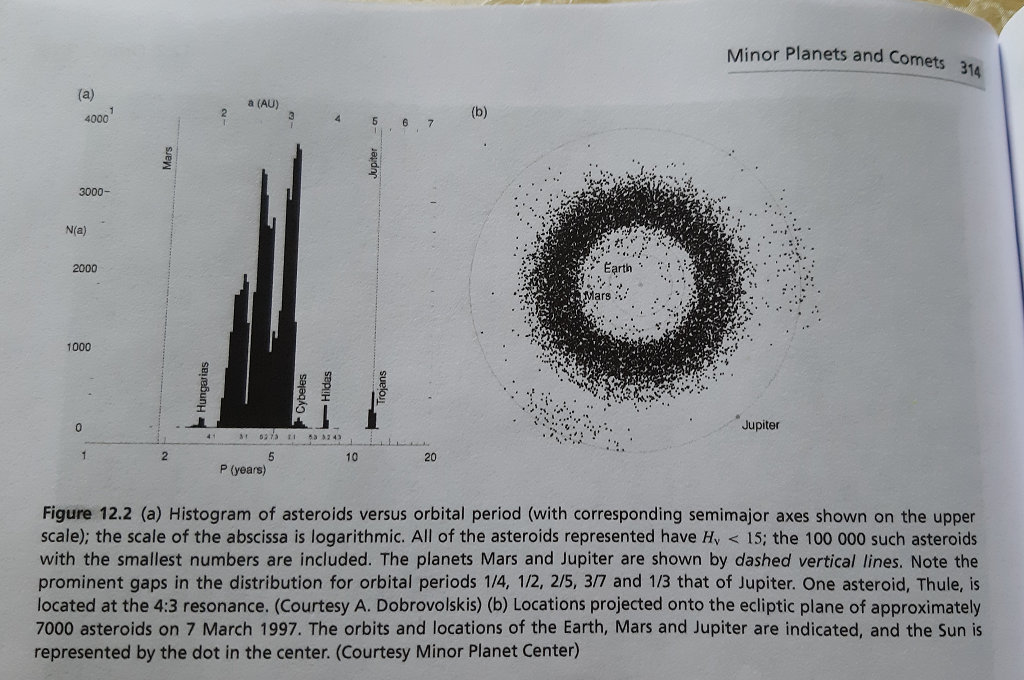 Minor Planets and Comets 314
(a)
a (AU)
(b)
4000
1
2
3
4
5
6
7
Mars
Jupiter
3000
N(a)
2000
1000
0
Hungarias
Cybeles
Hildas
Trojans
4:1
3:1
5:2 7:3
2:1
3:2 4:3
1
2
5
10
20
P (years)
Earth
Mars
Jupiter
Figure 12.2 (a) Histogram of asteroids versus orbital period (with corresponding semimajor axes shown on the upper
scale); the scale of the abscissa is logarithmic. All of the asteroids represented have Hᵥ < 15; the 100 000 such asteroids
with the smallest numbers are included. The planets Mars and Jupiter are shown by dashed vertical lines. Note the
prominent gaps in the distribution for orbital periods 1/4, 1/2, 2/5, 3/7 and 1/3 that of Jupiter. One asteroid, Thule, is
located at the 4:3 resonance. (Courtesy A. Dobrovolskis) (b) Locations projected onto the ecliptic plane of approximately
7000 asteroids on 7 March 1997. The orbits and locations of the Earth, Mars and Jupiter are indicated, and the Sun is
represented by the dot in the center. (Courtesy Minor Planet Center)